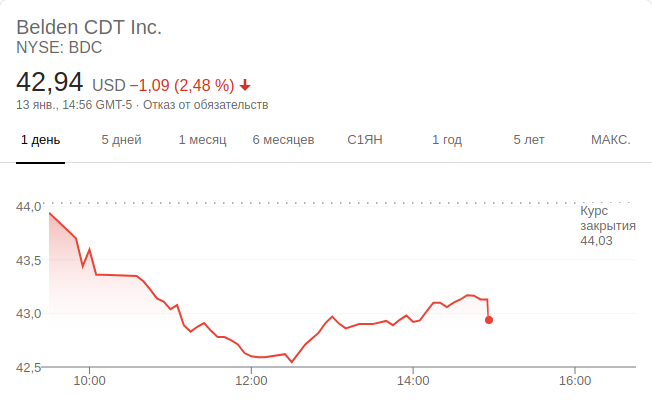 Belden CDT Inc.
NYSE: BDC
42,94 USD −1,09 (2,48 %)
13 янв., 14:56 GMT-5 · Отказ от обязательств
1 день 5 дней 1 месяц 6 месяцев С1ЯН 1 год 5 лет МАКС.
44,0
Курс
закрытия
44,03
43,5
43,0
42,5
10:00 12:00 14:00 16:00